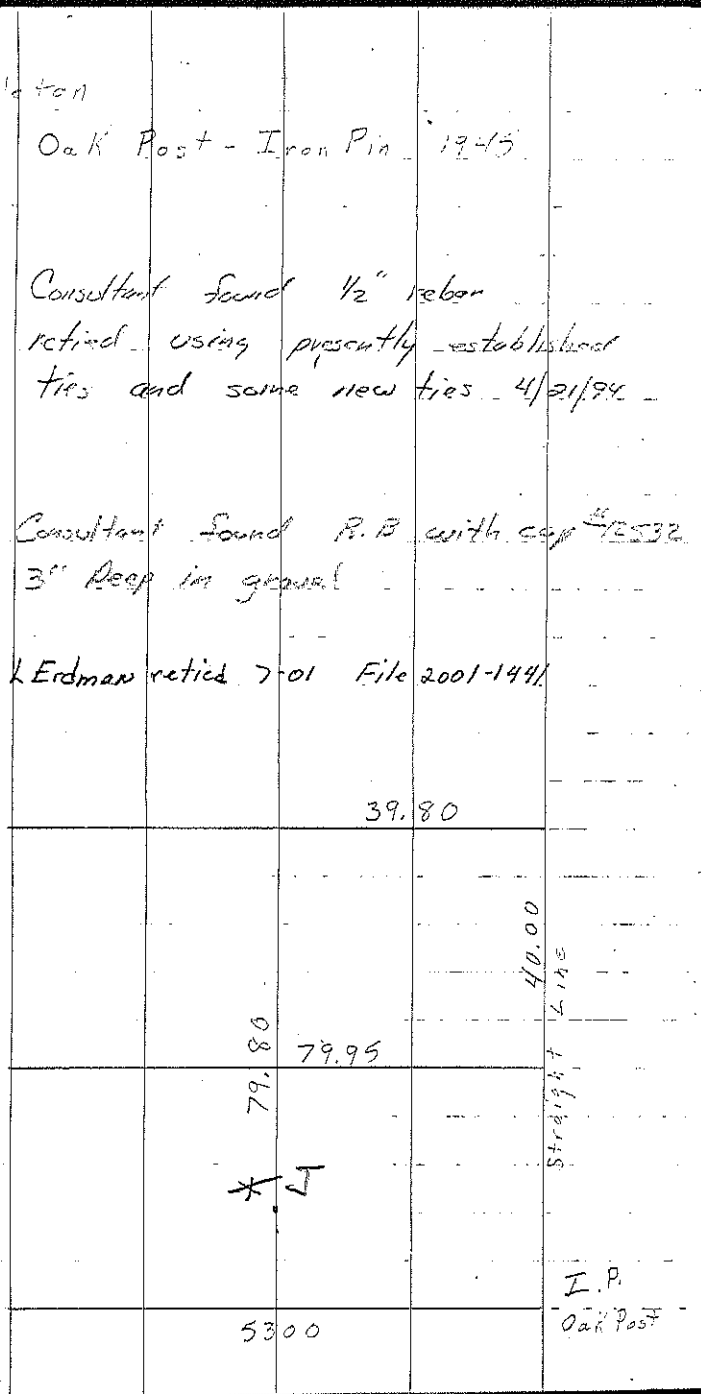 Oak Post - Iron Pin 1945
Consultant found 1/2" rebar
retied using presently established
ties and some new ties 4/21/94
Consultant found R.B with cap #12532
3" Deep in gravel
L Erdman retied 7-01 File 2001-1441
39.80
40.00
Straight Line
79.80
79.95
* J
I.P.
5300
Oak Post